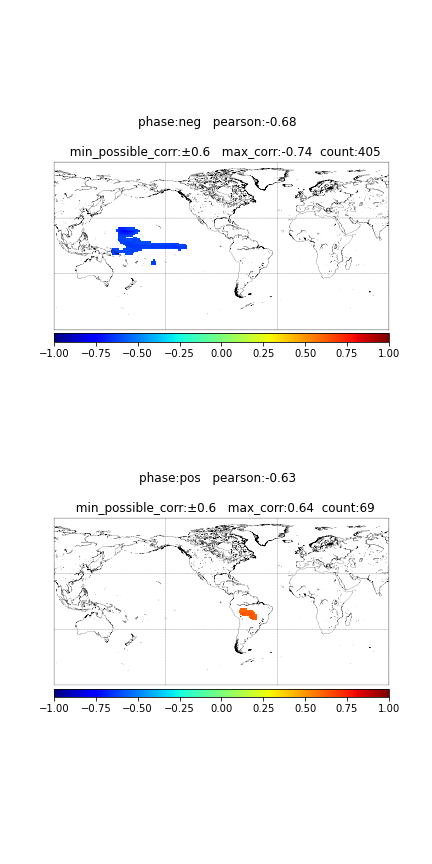 phase:neg   pearson:-0.68
min_possible_corr:±0.6   max_corr:-0.74  count:405
−1.00 −0.75 −0.50 −0.25 0.00 0.25 0.50 0.75 1.00
phase:pos   pearson:-0.63
min_possible_corr:±0.6   max_corr:0.64  count:69
−1.00 −0.75 −0.50 −0.25 0.00 0.25 0.50 0.75 1.00